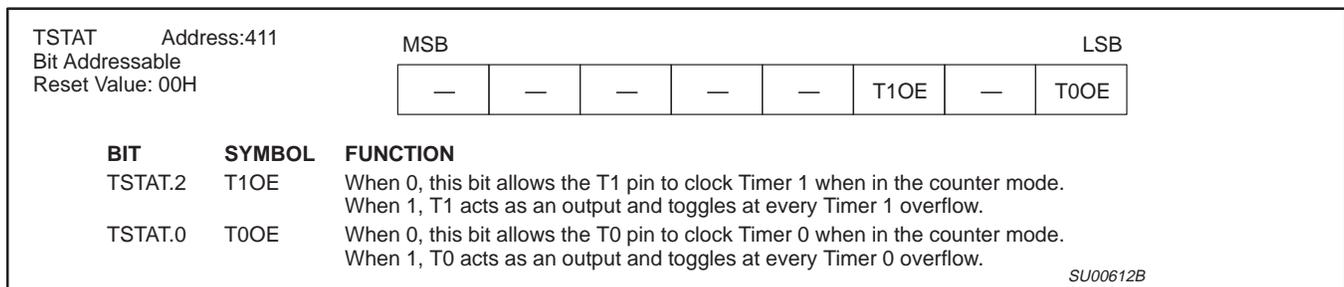 TSTAT Address:411
Bit Addressable
Reset Value: 00H
MSB LSB
— — — — — T1OE — T0OE
BIT SYMBOL FUNCTION
TSTAT.2 T1OE When 0, this bit allows the T1 pin to clock Timer 1 when in the counter mode.
When 1, T1 acts as an output and toggles at every Timer 1 overflow.
TSTAT.0 T0OE When 0, this bit allows the T0 pin to clock Timer 0 when in the counter mode.
When 1, T0 acts as an output and toggles at every Timer 0 overflow.
SU00612B